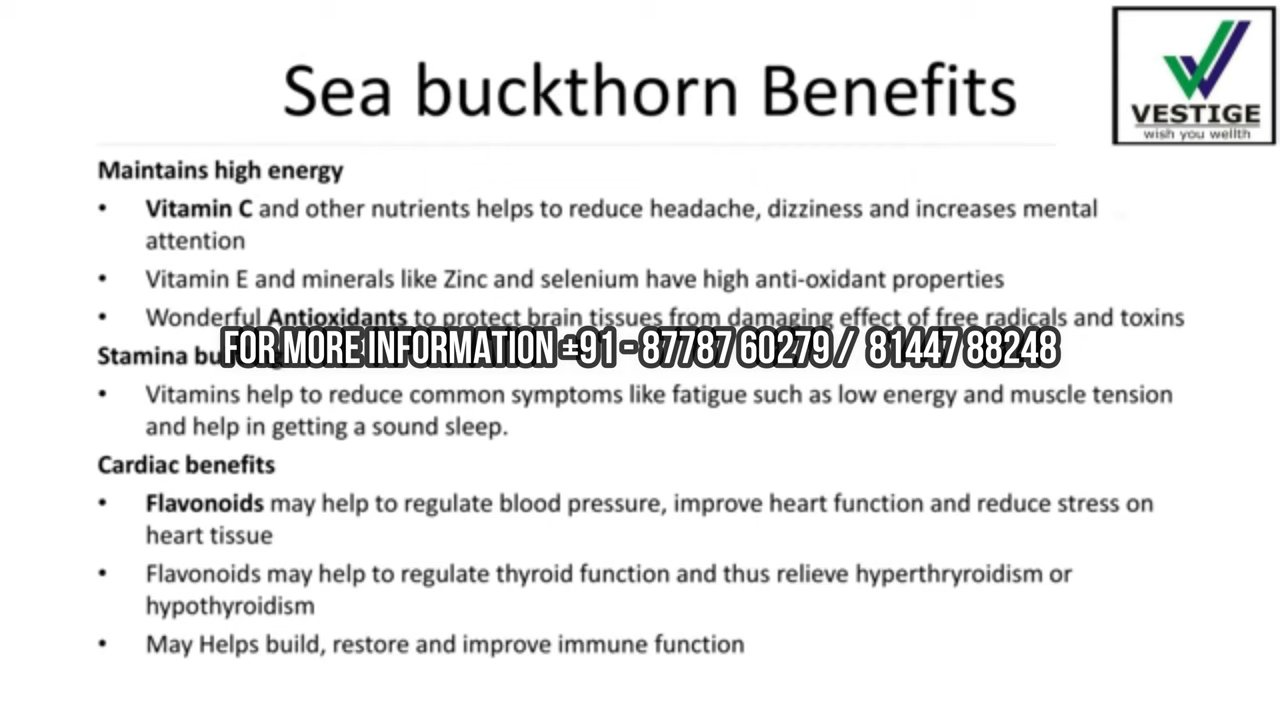 Sea buckthorn Benefits
VESTIGE
wish you wellth
Maintains high energy
• Vitamin C and other nutrients helps to reduce headache, dizziness and increases mental
attention
• Vitamin E and minerals like Zinc and selenium have high anti-oxidant properties
• Wonderful Antioxidants to protect brain tissues from damaging effect of free radicals and toxins
FOR MORE INFORMATION ±91 - 87787 60279 / 81447 88248
Stamina
• Vitamins help to reduce common symptoms like fatigue such as low energy and muscle tension
and help in getting a sound sleep.
Cardiac benefits
• Flavonoids may help to regulate blood pressure, improve heart function and reduce stress on
heart tissue
• Flavonoids may help to regulate thyroid function and thus relieve hyperthryroidism or
hypothyroidism
• May Helps build, restore and improve immune function